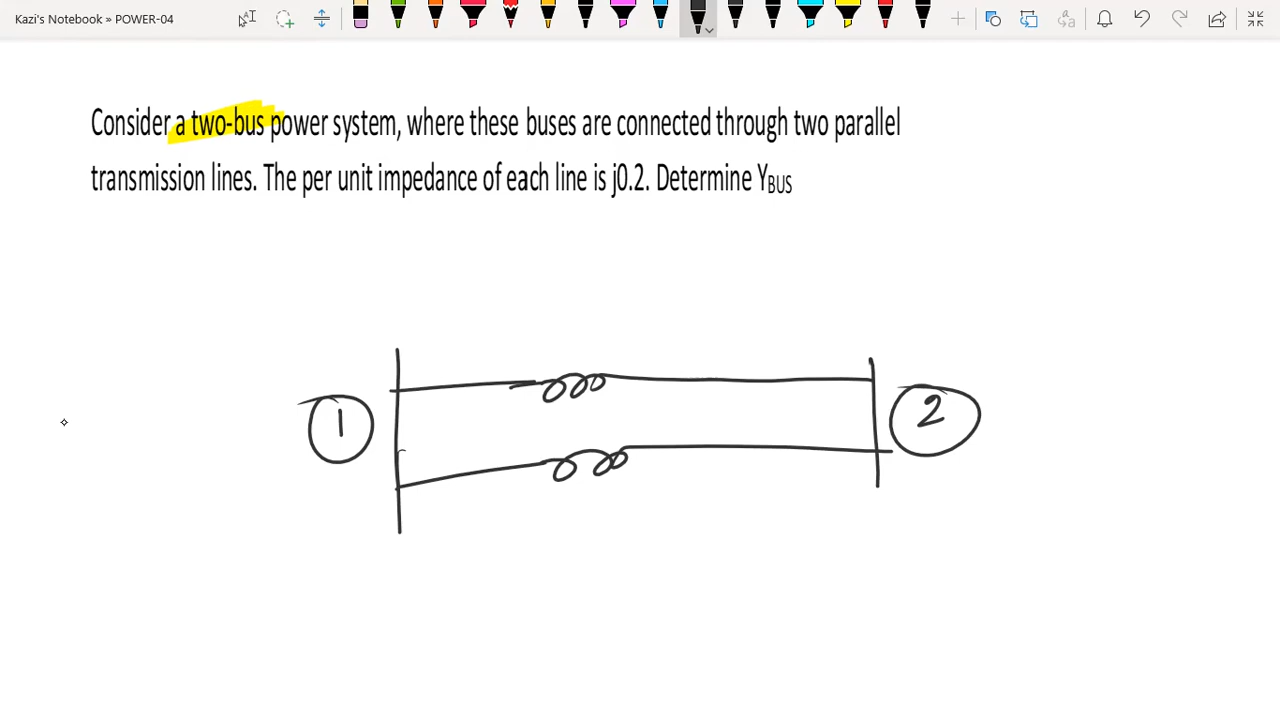 Kazi's Notebook » POWER-04
Consider a two-bus power system, where these buses are connected through two parallel
transmission lines. The per unit impedance of each line is j0.2. Determine YBUS
1
2